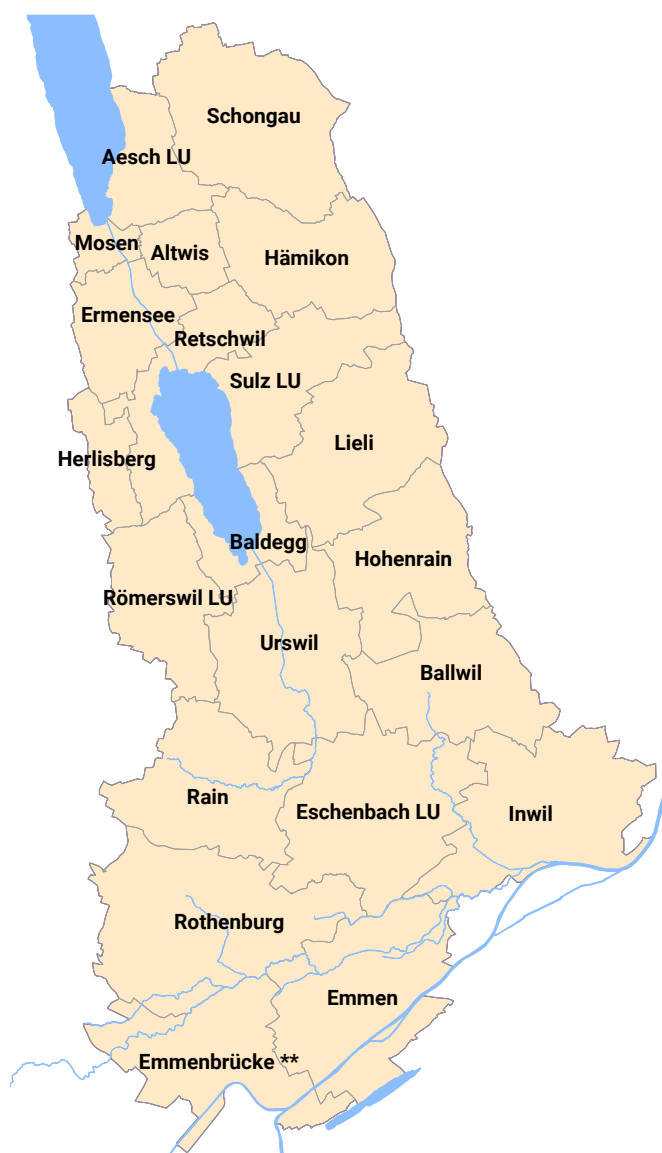 Schongau
Aesch LU
Mosen
Altwis
Hämikon
Ermensee
Retschwil
Sulz LU
Lieli
Herlisberg
Baldegg
Hohenrain
Römerswil LU
Urswil
Ballwil
Rain
Eschenbach LU
Inwil
Rothenburg
Emmen
Emmenbrücke **